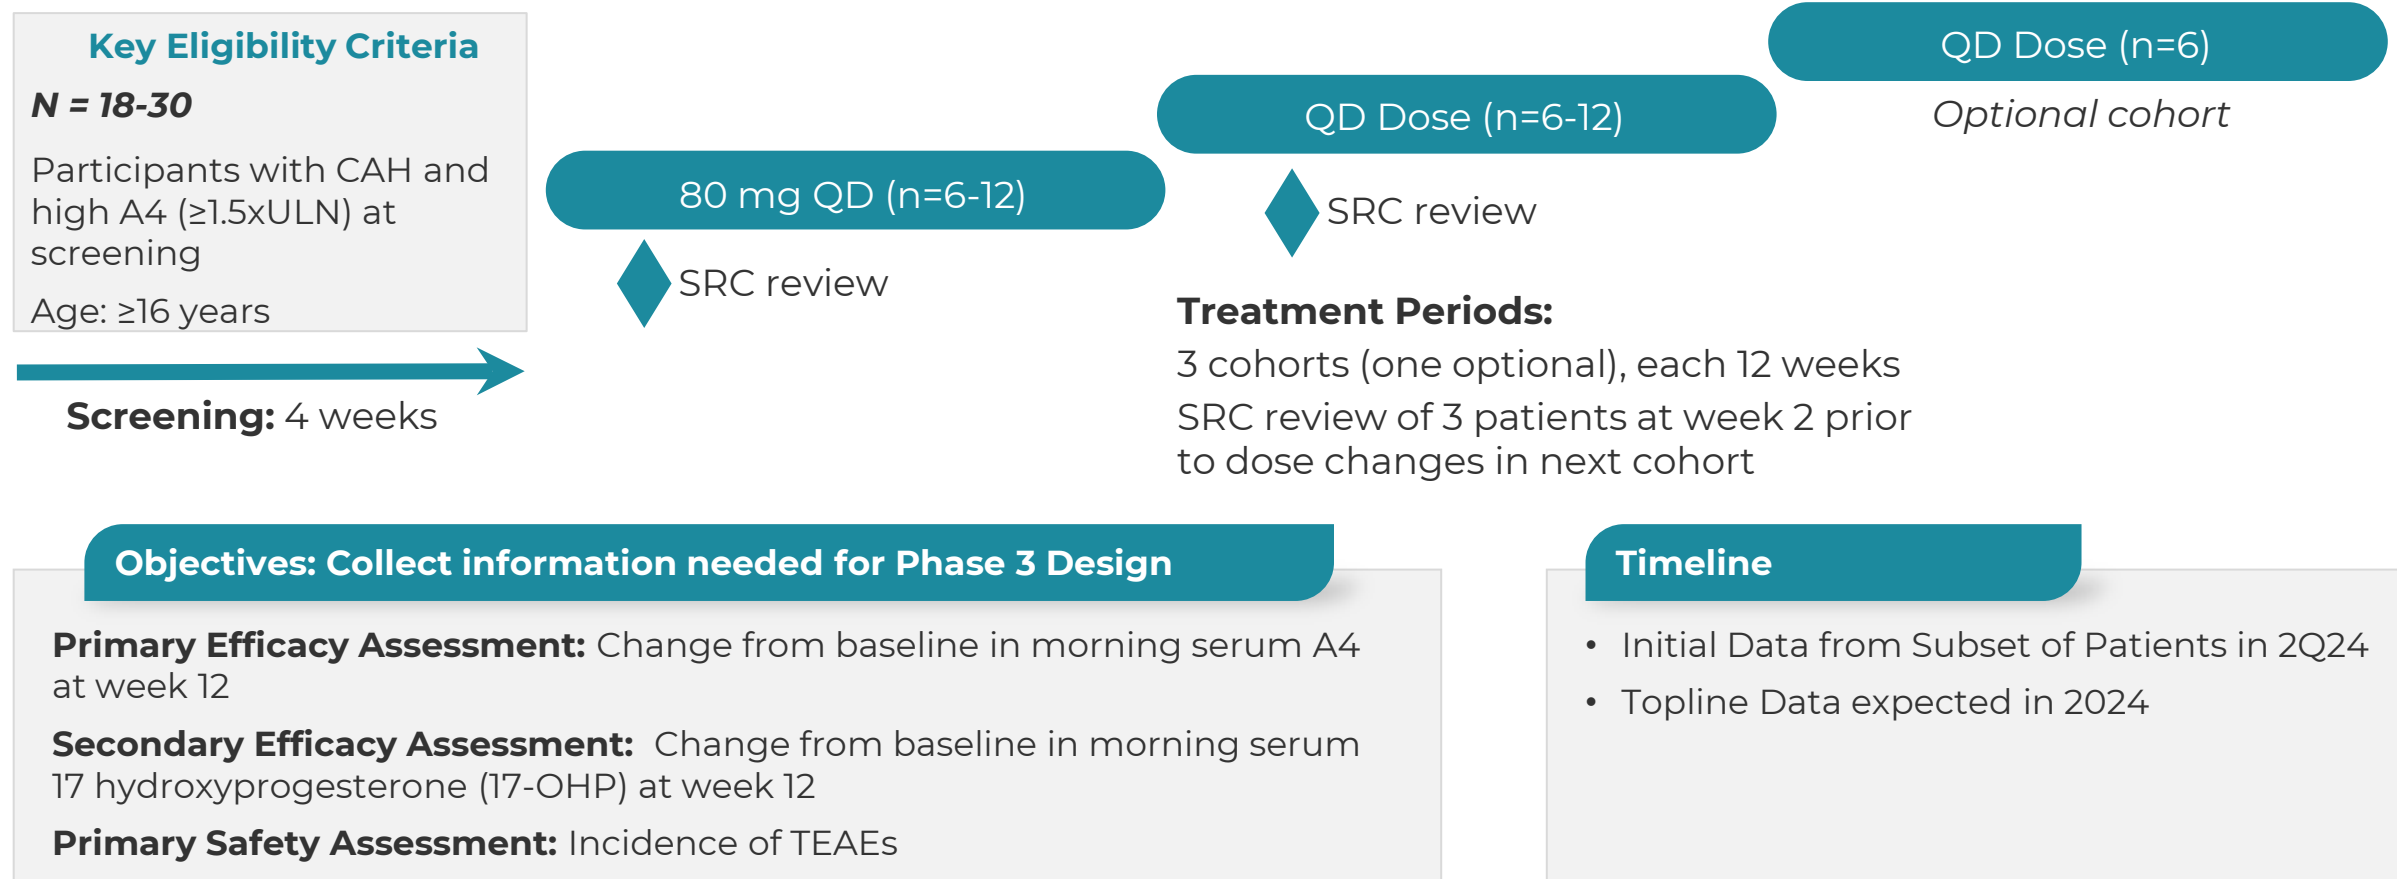 Key Eligibility Criteria
N = 18-30
Participants with CAH and
high A4 (≥1.5xULN) at
screening
Age: ≥16 years
Screening: 4 weeks
80 mg QD (n=6-12)
SRC review
QD Dose (n=6-12)
SRC review
QD Dose (n=6)
Optional cohort
Treatment Periods:
3 cohorts (one optional), each 12 weeks
SRC review of 3 patients at week 2 prior
to dose changes in next cohort
Objectives: Collect information needed for Phase 3 Design
Primary Efficacy Assessment: Change from baseline in morning serum A4
at week 12
Secondary Efficacy Assessment:  Change from baseline in morning serum
17 hydroxyprogesterone (17-OHP) at week 12
Primary Safety Assessment: Incidence of TEAEs
Timeline
• Initial Data from Subset of Patients in 2Q24
• Topline Data expected in 2024